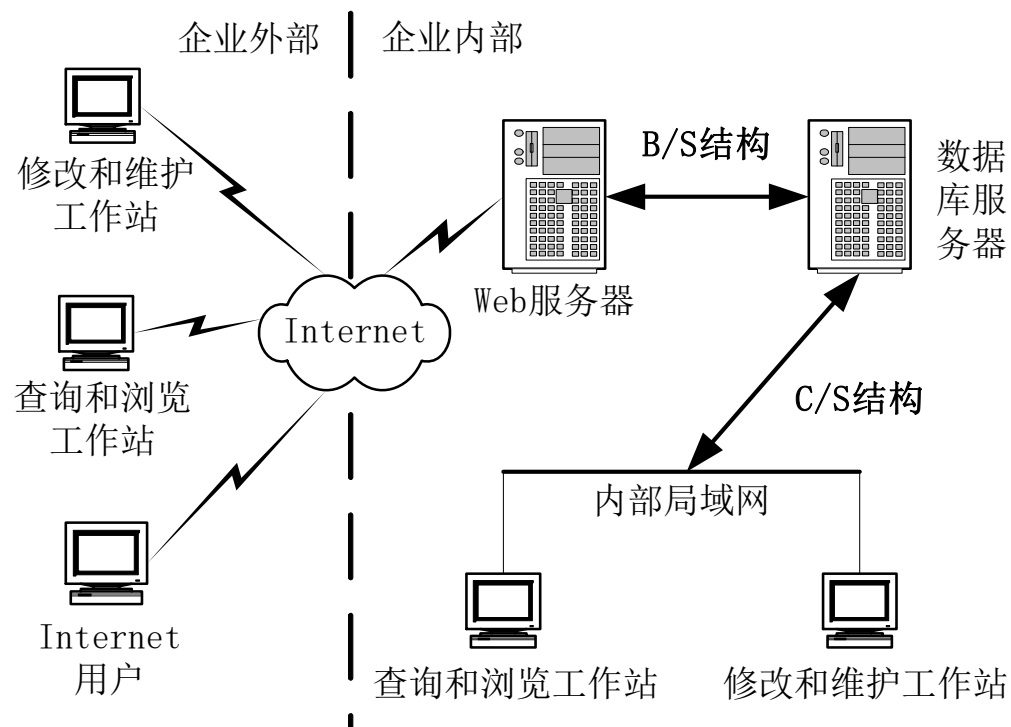 企业外部
企业内部
修改和维护
工作站
B/S结构
数据
库服
务器
Web服务器
Internet
查询和浏览
工作站
C/S结构
内部局域网
Internet
用户
查询和浏览工作站
修改和维护工作站